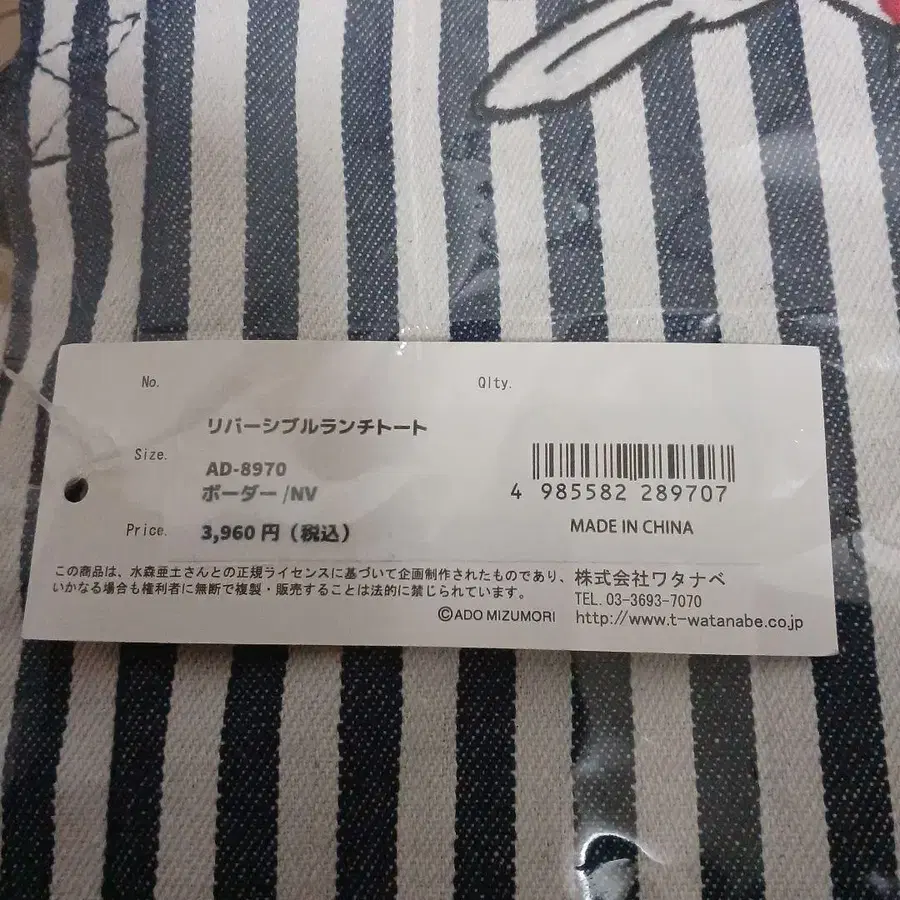 No.
Qlty.
リバーシブルランチトート
Size.
AD-8970
ボーダー/NV
4 985582 289707
Price.
3,960円（税込）
MADE IN CHINA
この商品は、水森亜土さんとの正規ライセンスに基づいて企画制作されたものであり、
いかなる場合も権利者に無断で複製・販売することは法的に禁じられています。
©ADO MIZUMORI
株式会社ワタナベ
TEL. 03-3693-7070
http://www.t-watanabe.co.jp